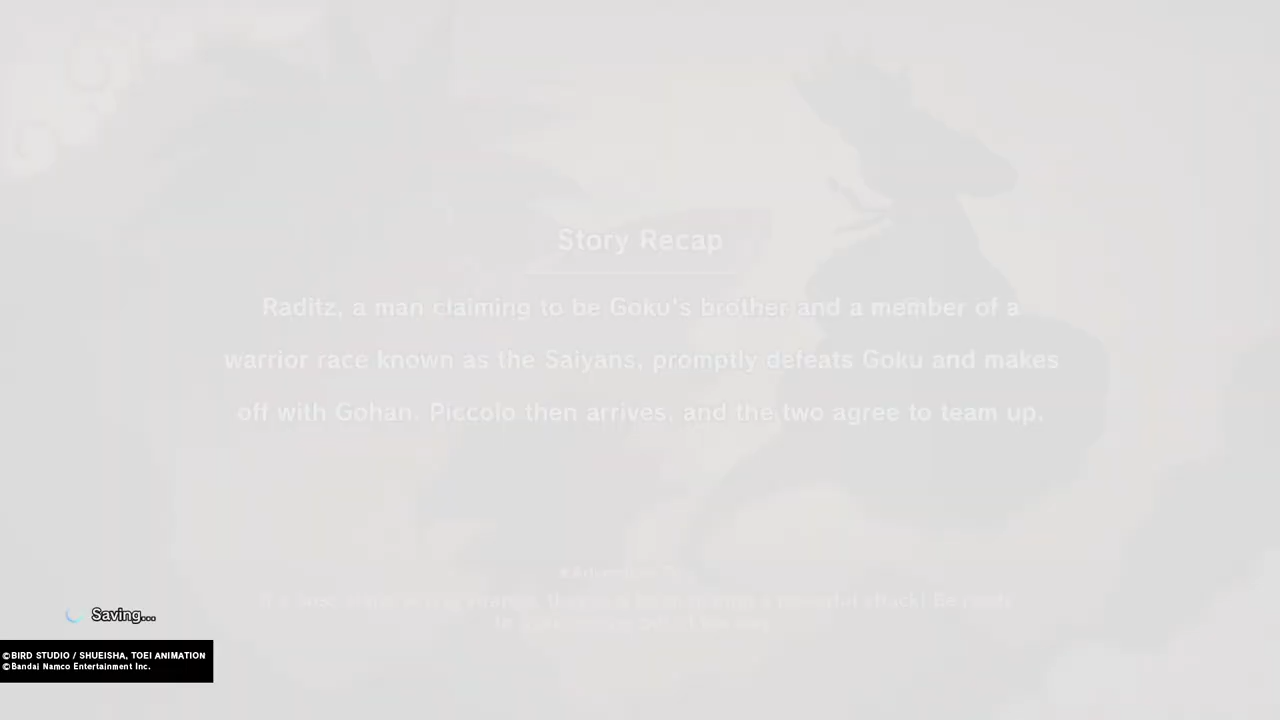 Story Recap
Raditz, a man claiming to be Goku's brother and a member of a
warrior race known as the Saiyans, promptly defeats Goku and makes
off with Gohan. Piccolo then arrives, and the two agree to team up.
Saving...
©BIRD STUDIO / SHUEISHA, TOEI ANIMATION
©Bandai Namco Entertainment Inc.